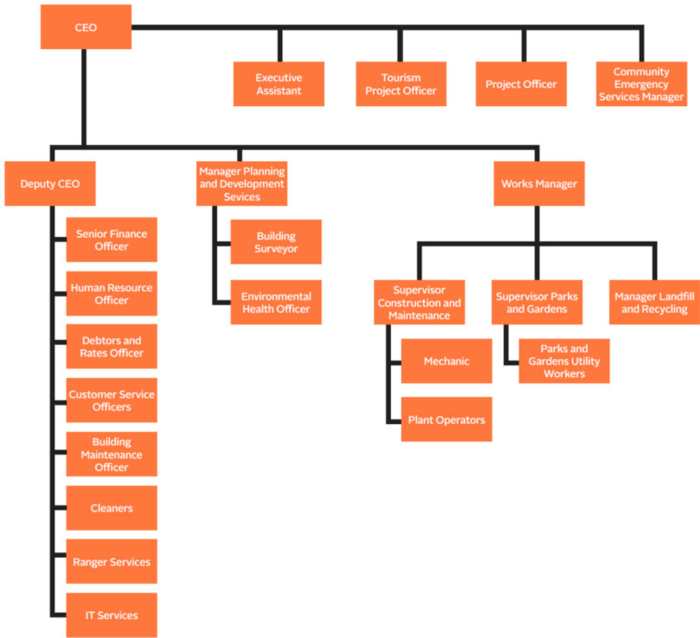 CEO
Executive
Assistant
Tourism
Project Officer
Project Officer
Community
Emergency
Services Manager
Deputy CEO
Manager Planning
and Development
Sevices
Works Manager
Senior Finance
Officer
Human Resource
Officer
Debtors and
Rates Officer
Customer Service
Officers
Building
Maintenance
Officer
Cleaners
Ranger Services
IT Services
Building
Surveyor
Environmental
Health Officer
Supervisor
Construction and
Maintenance
Mechanic
Plant Operators
Supervisor Parks
and Gardens
Parks and
Gardens Utility
Workers
Manager Landfill
and Recycling